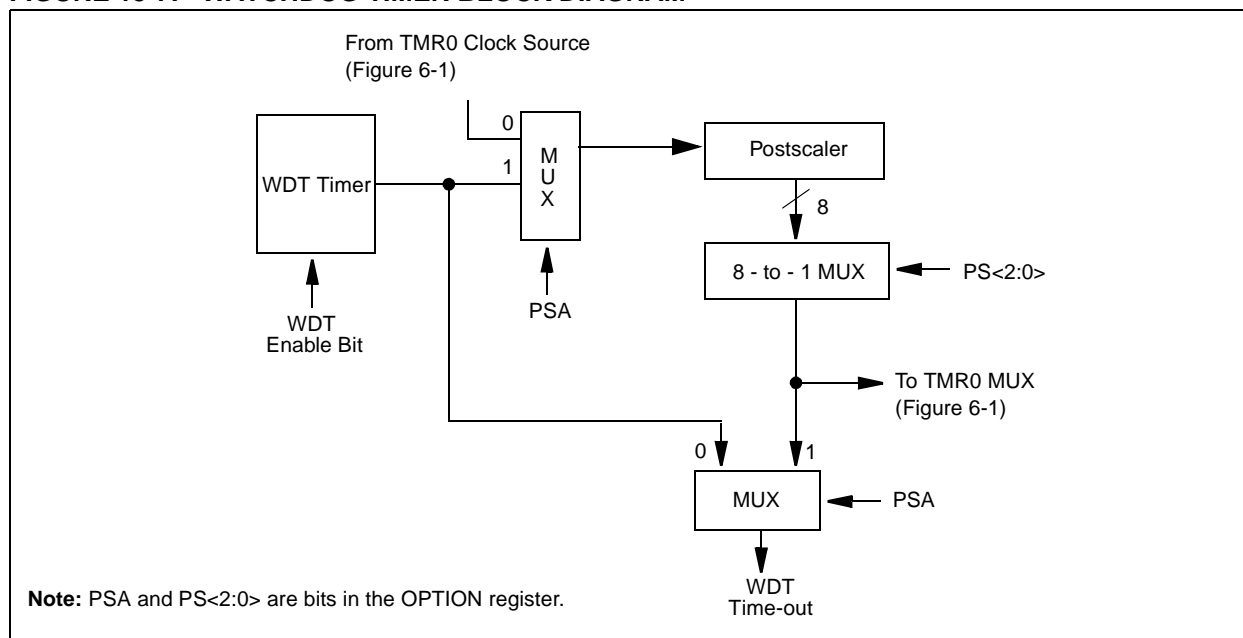 From TMR0 Clock Source
(Figure 6-1)
0
1
MUX
WDT Timer
Postscaler
8
8 - to - 1 MUX
PS<2:0>
PSA
WDT
Enable Bit
To TMR0 MUX
(Figure 6-1)
0
1
MUX
PSA
WDT
Time-out
Note: PSA and PS<2:0> are bits in the OPTION register.